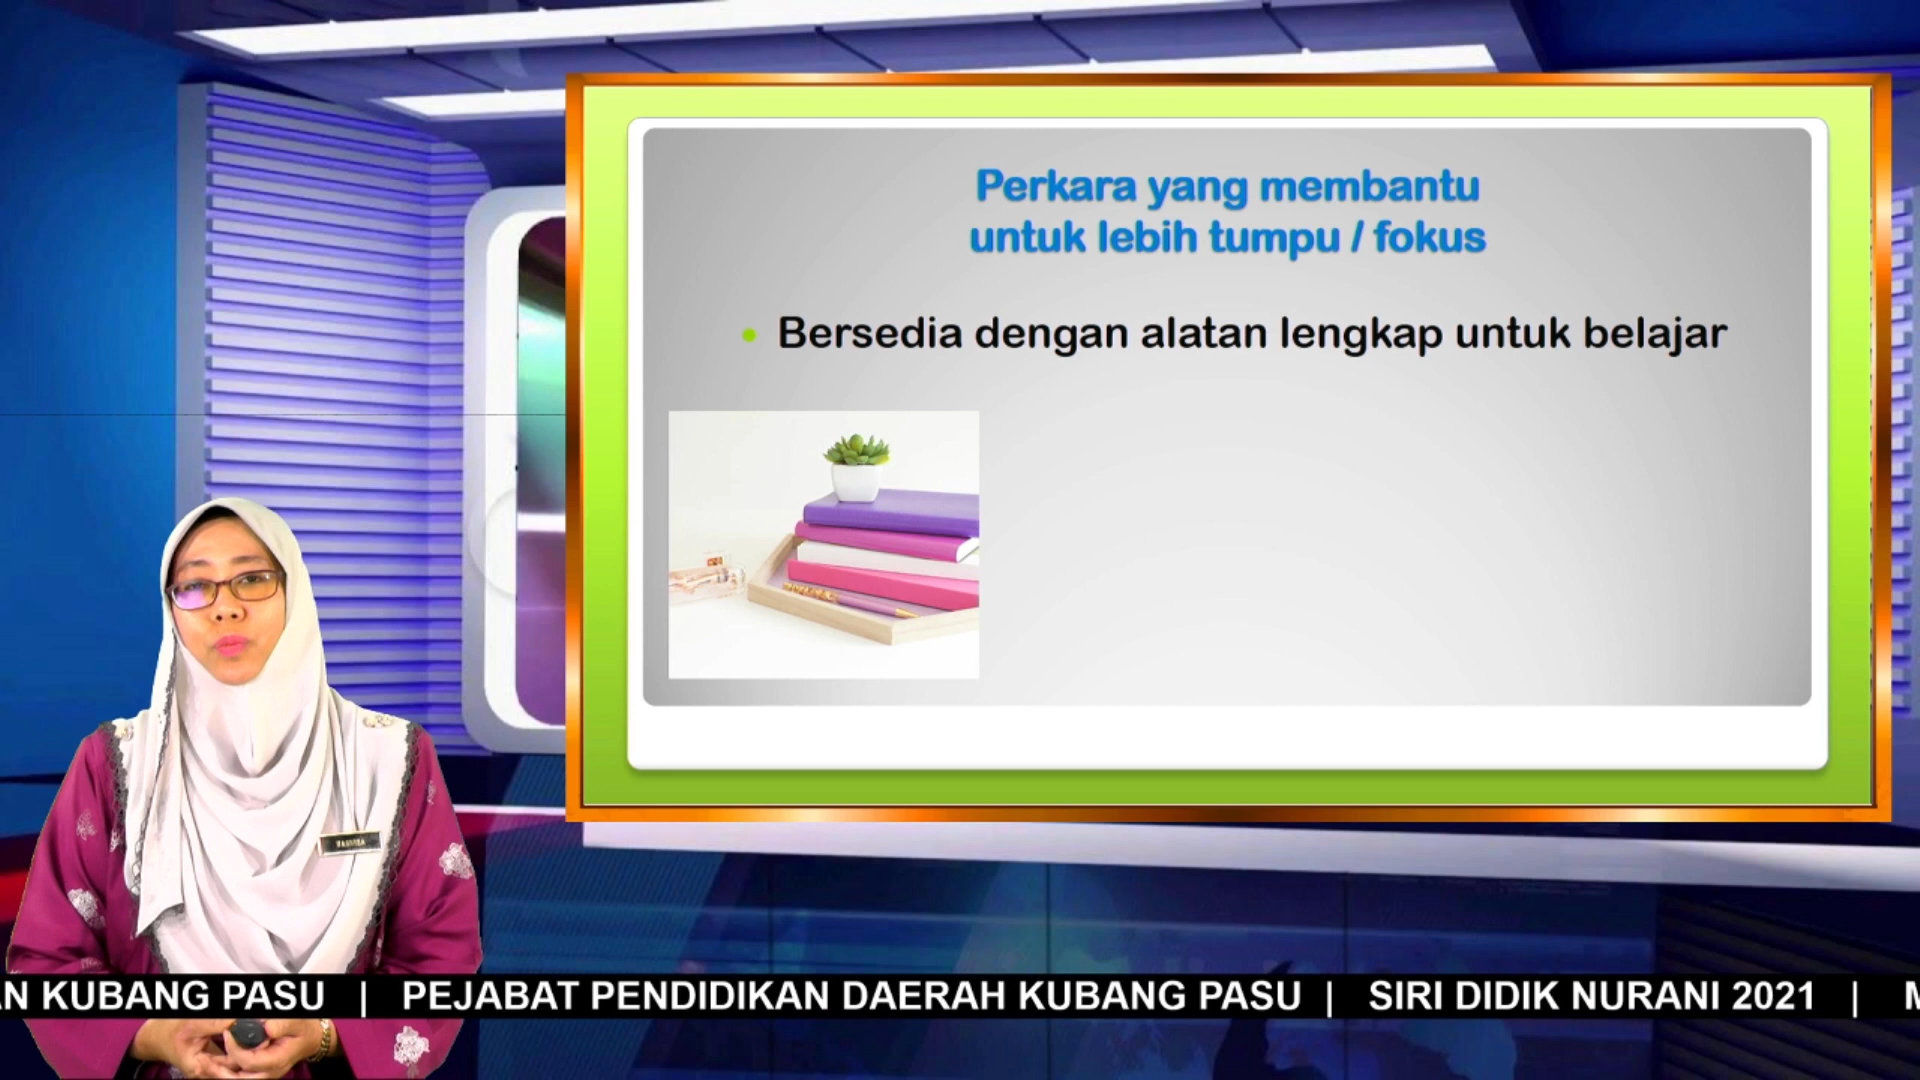 Perkara yang membantu
untuk lebih tumpu / fokus
• Bersedia dengan alatan lengkap untuk belajar
N KUBANG PASU | PEJABAT PENDIDIKAN DAERAH KUBANG PASU | SIRI DIDIK NURANI 2021 |